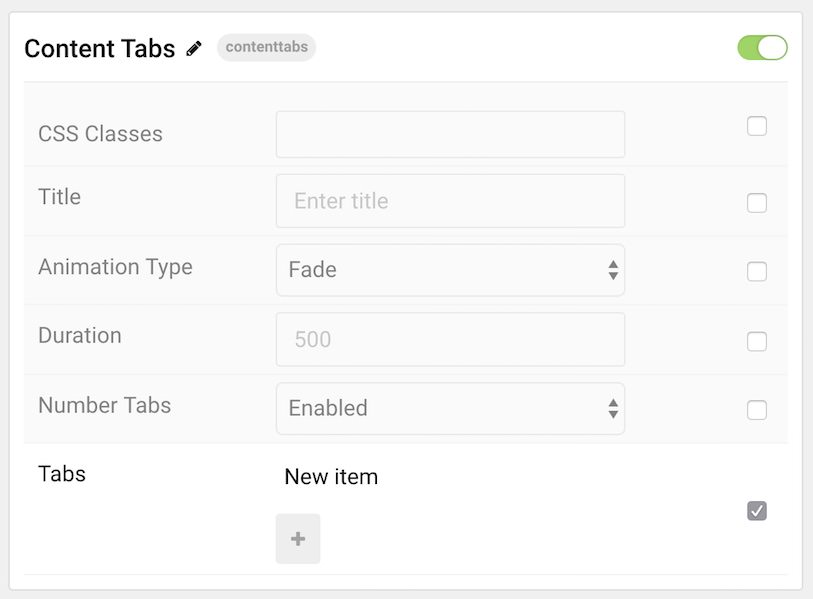 Content Tabs contenttabs
CSS Classes
Title Enter title
Animation Type Fade
Duration 500
Number Tabs Enabled
Tabs New item
+